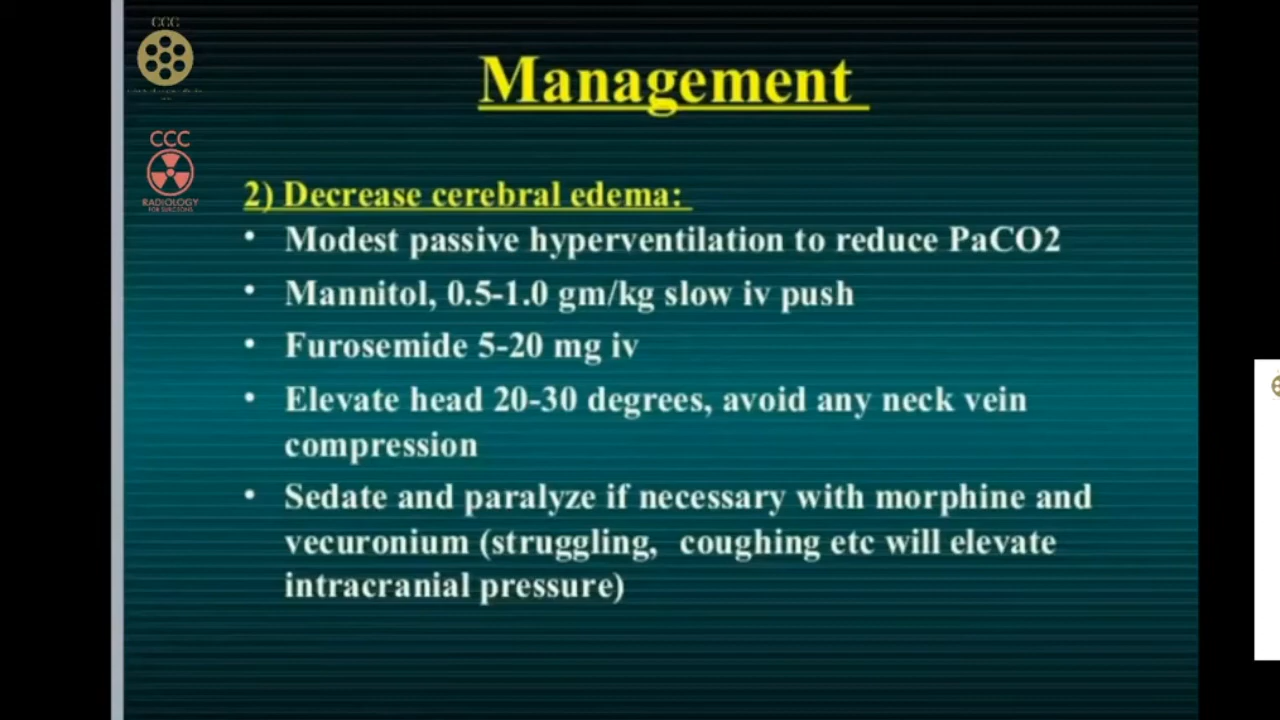 CCC
CCC
RADIOLOGY
FOR SURGEONS
Management
2) Decrease cerebral edema:
• Modest passive hyperventilation to reduce PaCO2
• Mannitol, 0.5-1.0 gm/kg slow iv push
• Furosemide 5-20 mg iv
• Elevate head 20-30 degrees, avoid any neck vein
compression
• Sedate and paralyze if necessary with morphine and
vecuronium (struggling, coughing etc will elevate
intracranial pressure)